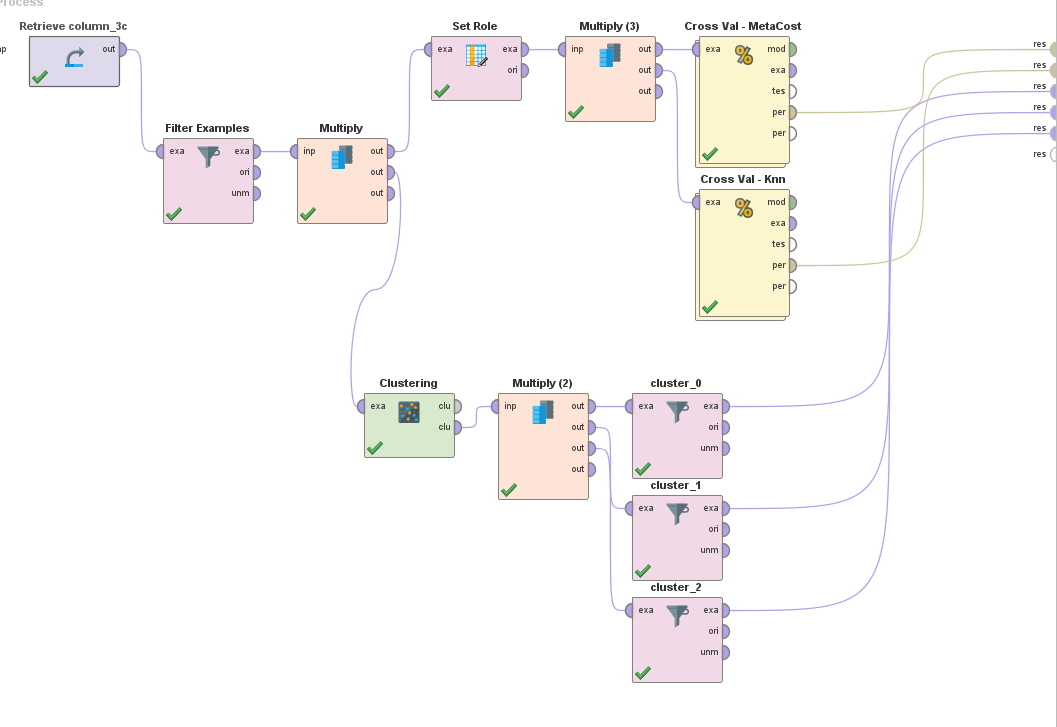 Process
Retrieve column_3c
Set Role
Multiply (3)
Cross Val - MetaCost
inp
out
exa
exa
ori
inp
out
out
out
exa
mod
exa
tes
per
per
res
res
res
res
res
res
Filter Examples
Multiply
exa
exa
ori
unm
inp
out
out
out
Cross Val - Knn
exa
mod
exa
tes
per
per
Clustering
Multiply (2)
cluster_0
exa
clu
clu
inp
out
out
out
out
exa
exa
ori
unm
cluster_1
exa
exa
ori
unm
cluster_2
exa
exa
ori
unm